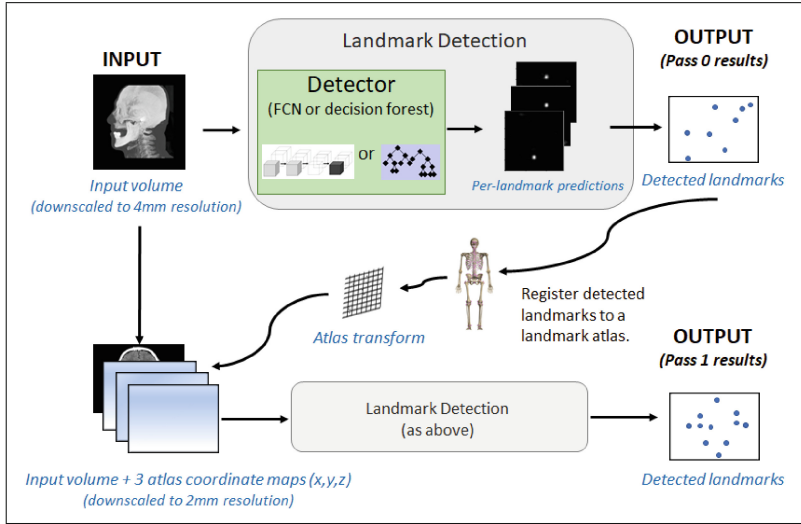 INPUT
Landmark Detection
OUTPUT
(Pass 0 results)
Detector
(FCN or decision forest)
or
Input volume
(downscaled to 4mm resolution)
Per-landmark predictions
Detected landmarks
Atlas transform
Register detected
landmarks to a
landmark atlas.
OUTPUT
(Pass 1 results)
Landmark Detection
(as above)
Input volume + 3 atlas coordinate maps (x,y,z)
(downscaled to 2mm resolution)
Detected landmarks